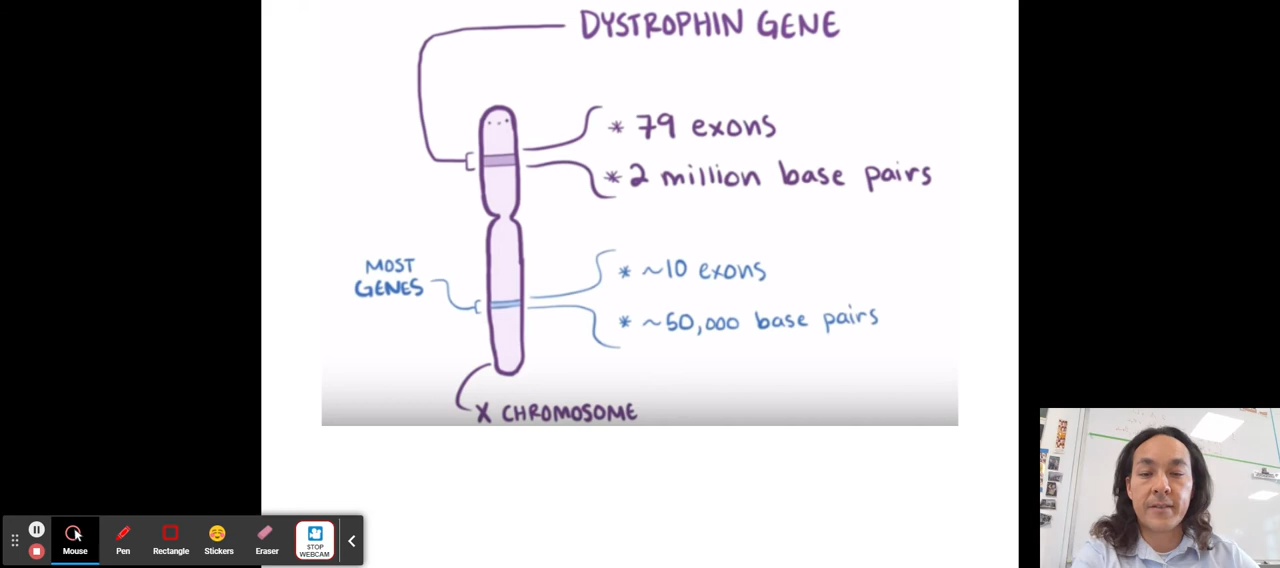 DYSTROPHIN GENE
* 79 exons
* 2 million base pairs
MOST
GENES
* ~10 exons
* ~50,000 base pairs
X CHROMOSOME
Mouse
Pen
Rectangle
Stickers
Eraser
STOP
WEBCAM